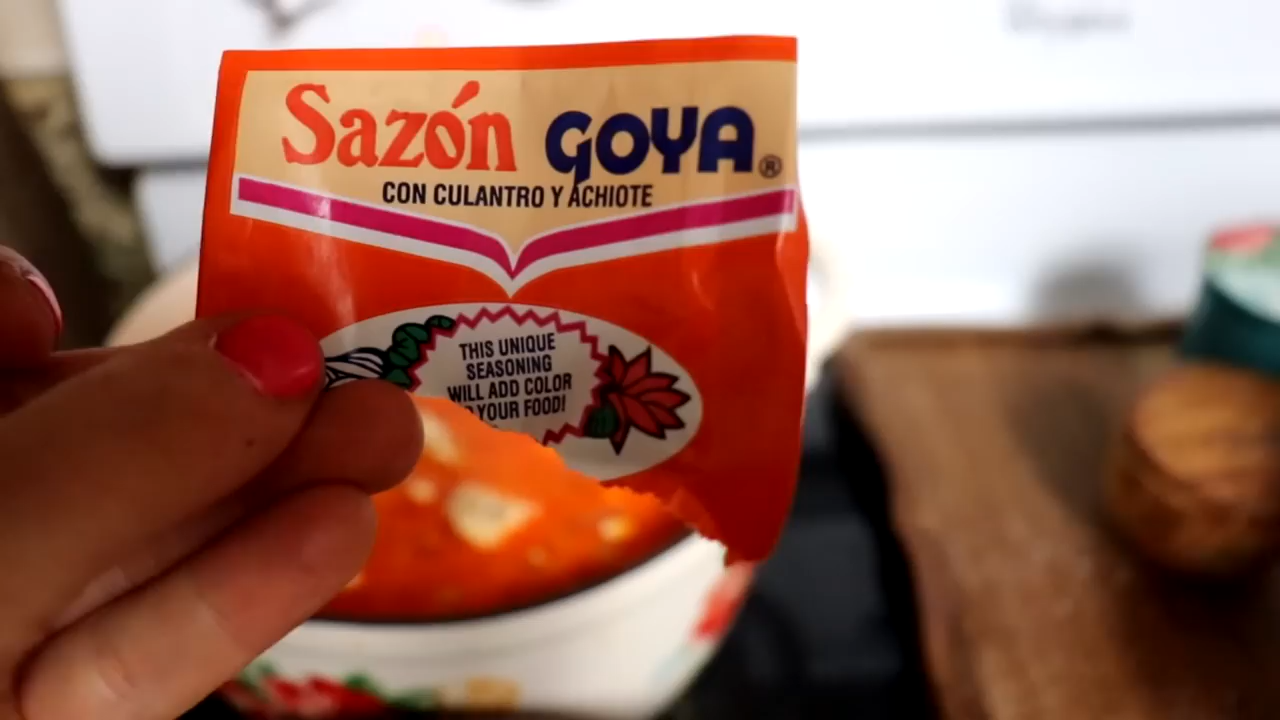 Sazón GOYA®
CON CULANTRO Y ACHIOTE
THIS UNIQUE
SEASONING
WILL ADD COLOR
YOUR FOOD!